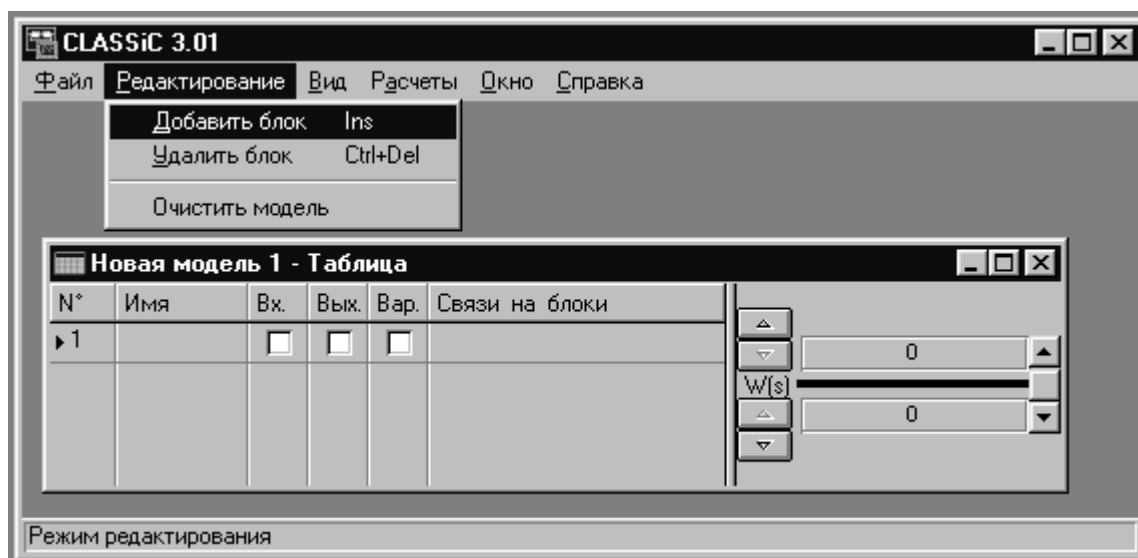 CLASSiC 3.01
Файл Редактирование Вид Расчеты Окно Справка
Добавить блок Ins
Удалить блок Ctrl+Del
Очистить модель
Новая модель 1 - Таблица
N° Имя Вх. Вых. Вар. Связи на блоки
1
0
W(s)
0
Режим редактирования